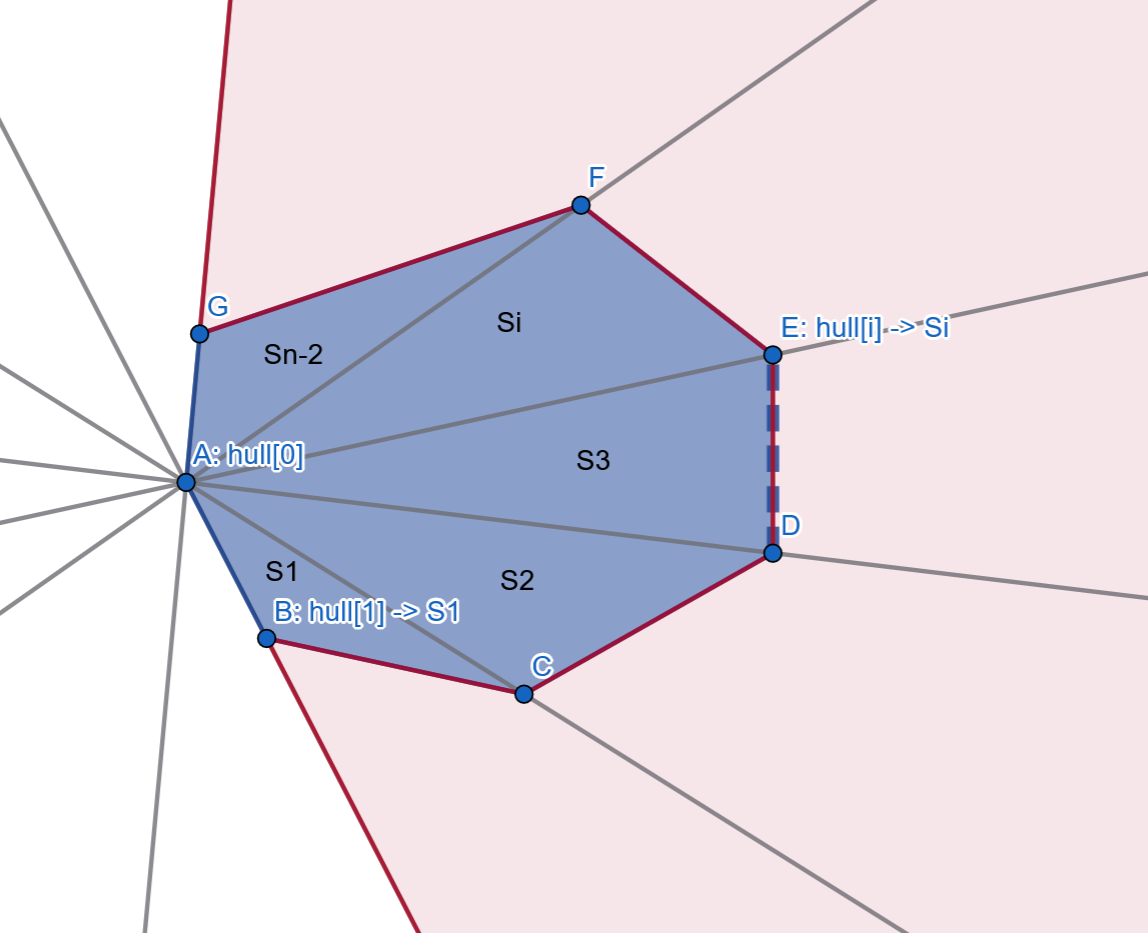 F
G
Si
E: hull[i] -> Si
Sn-2
A: hull[0]
S3
D
S1
S2
B: hull[1] -> S1
C